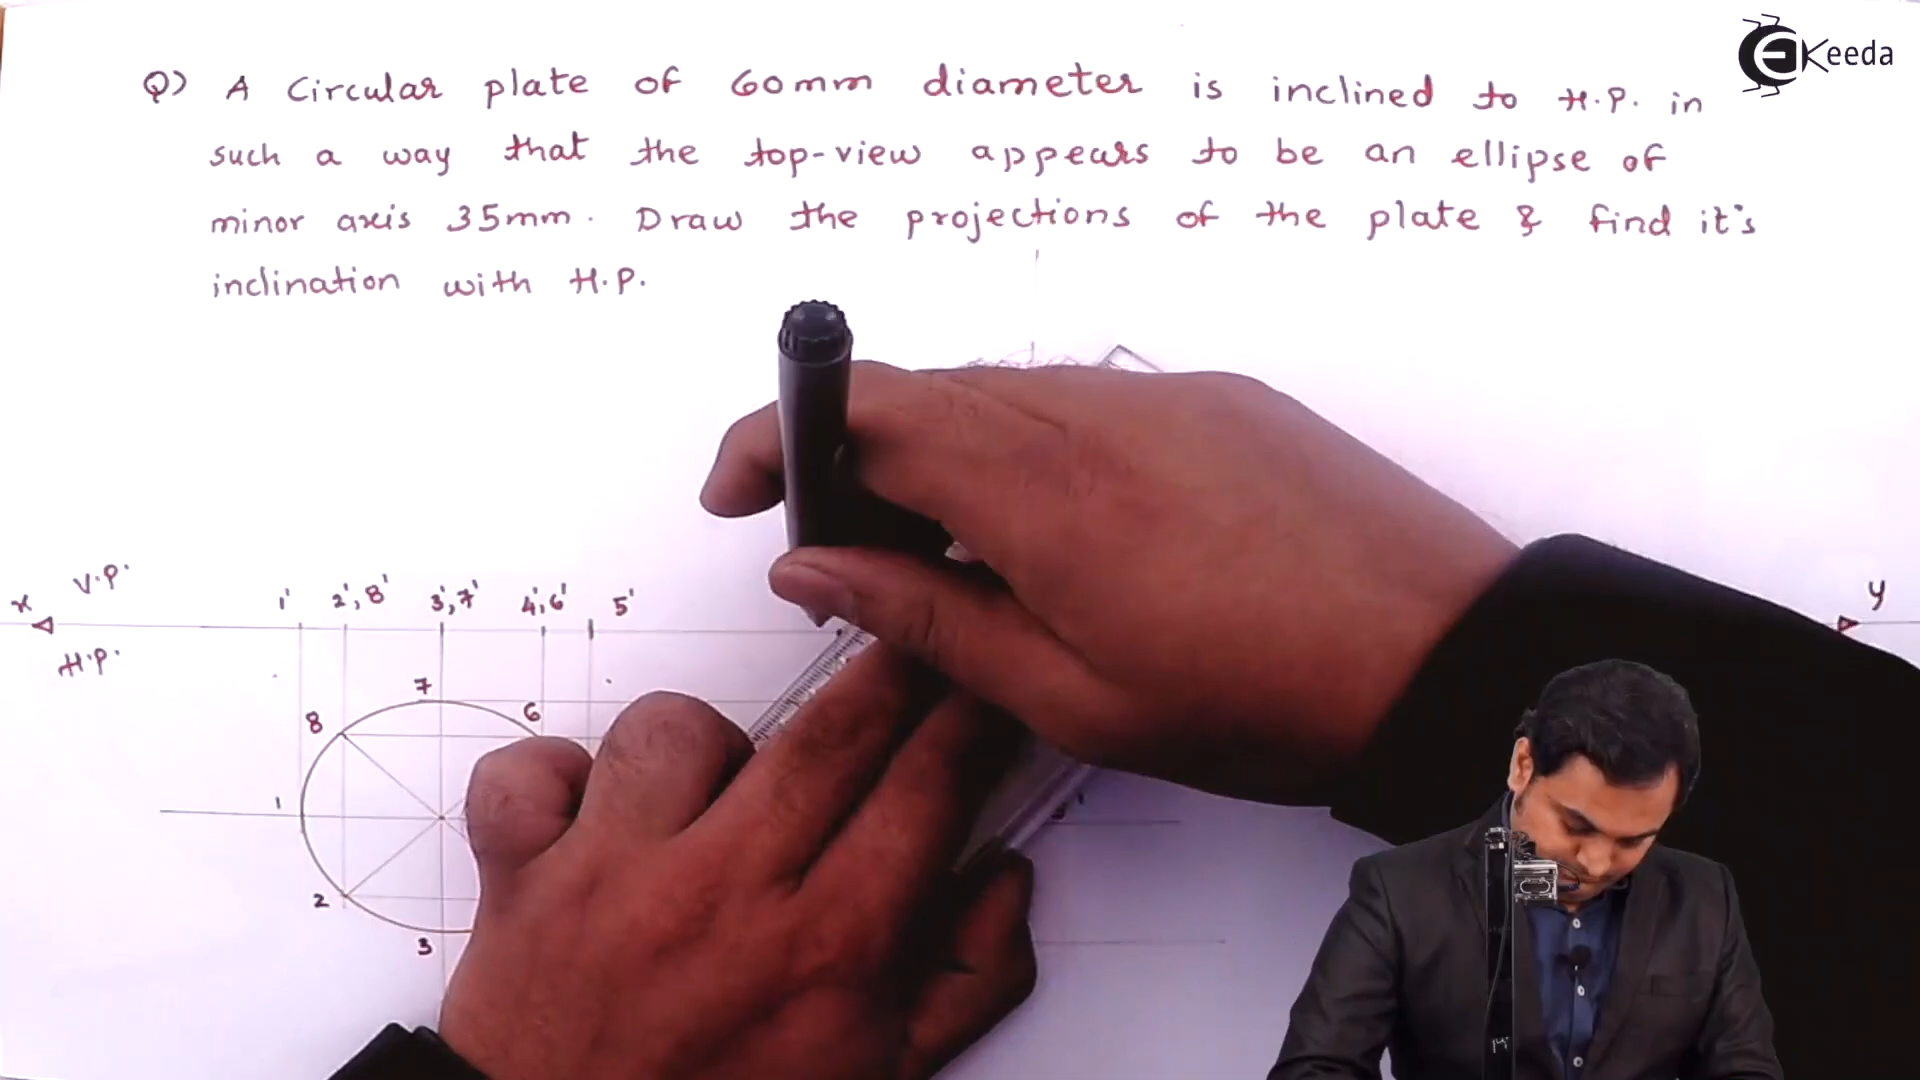 Keeda
Q) A Circular plate of 60mm diameter is inclined to H.P. in
such a way that the top-view appears to be an ellipse of
minor axis 35mm. Draw the projections of the plate & find it's
inclination with H.P.
V.P.
x
y
H.P.
1' 2',8' 3',7' 4',6' 5'
7
8 6
1
2
3